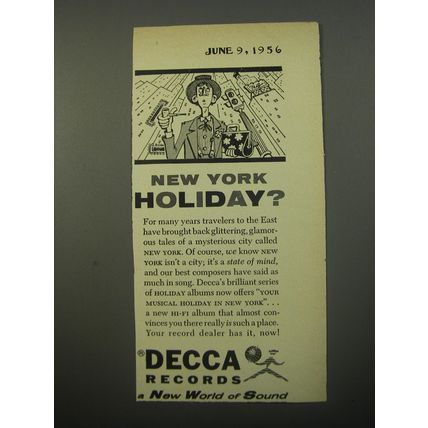 JUNE 9, 1956
NEW YORK
HOLIDAY?
For many years travelers to the East
have brought back glittering, glamor-
ous tales of a mysterious city called
NEW YORK. Of course, we know NEW
YORK isn't a city; it's a state of mind,
and our best composers have said as
much in song. Decca's brilliant series
of HOLIDAY albums now offers "YOUR
MUSICAL HOLIDAY IN NEW YORK"...
a new HI-FI album that almost con-
vinces you there really is such a place.
Your record dealer has it, now!
® DECCA
RECORDS
a New World of Sound